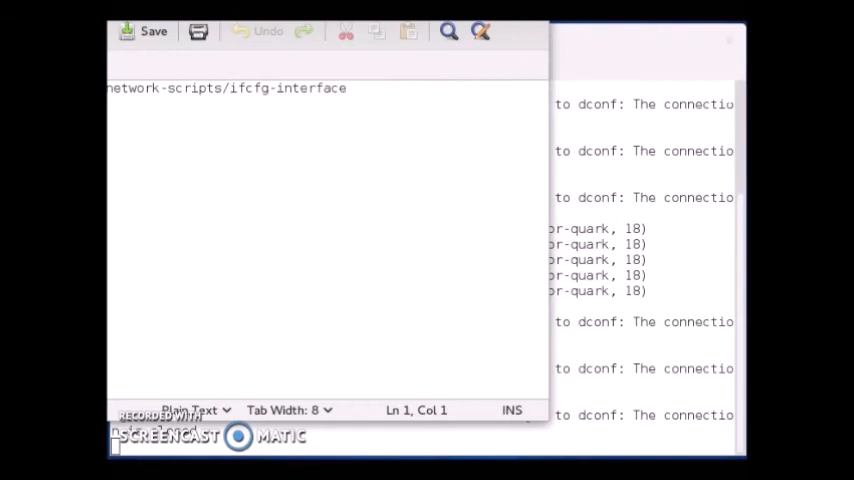 Save Undo
network-scripts/ifcfg-interface
to dconf: The connectio
to dconf: The connectio
to dconf: The connectio
or-quark, 18)
or-quark, 18)
or-quark, 18)
or-quark, 18)
or-quark, 18)
to dconf: The connectio
to dconf: The connectio
to dconf: The connectio
Plain Text Tab Width: 8 Ln 1, Col 1 INS
RECORDED WITH
SCREENCAST MATIC